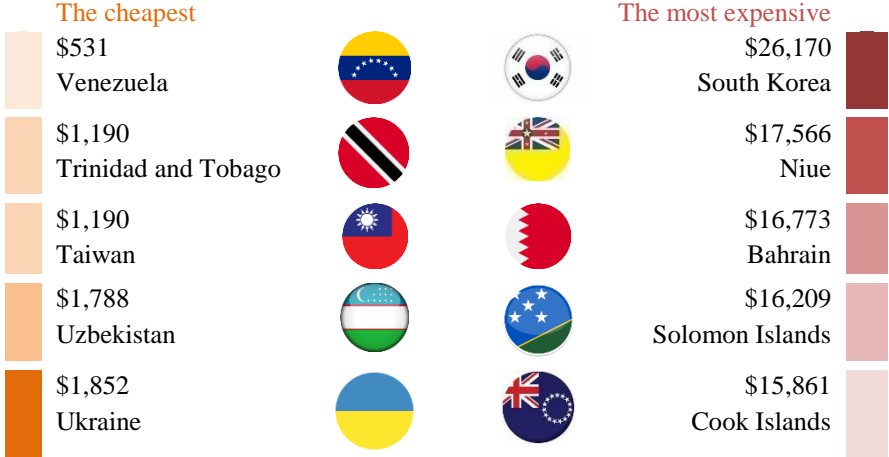 The cheapest
$531
Venezuela
$1,190
Trinidad and Tobago
$1,190
Taiwan
$1,788
Uzbekistan
$1,852
Ukraine
The most expensive
$26,170
South Korea
$17,566
Niue
$16,773
Bahrain
$16,209
Solomon Islands
$15,861
Cook Islands